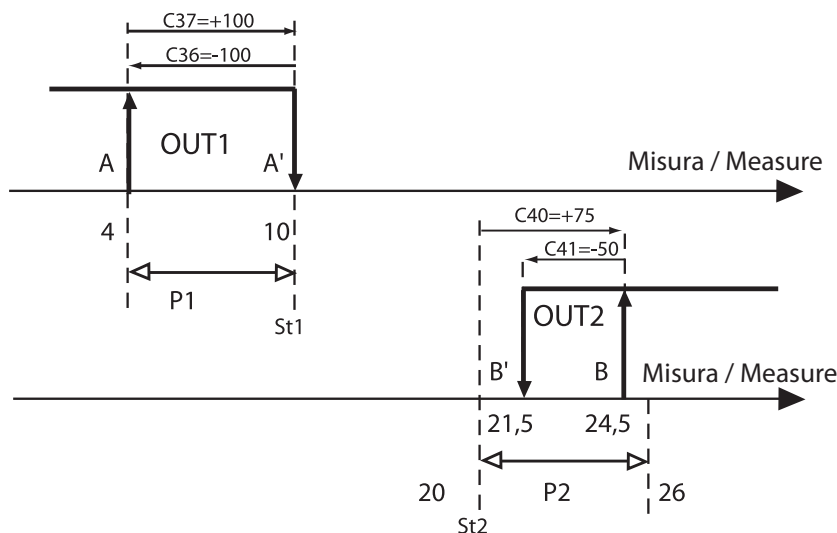 C37=+100
C36=-100
OUT1
A A'
Misura / Measure
4 10
P1
St1
C40=+75
C41=-50
OUT2
B' B
Misura / Measure
21,5 24,5
20 P2 26
St2